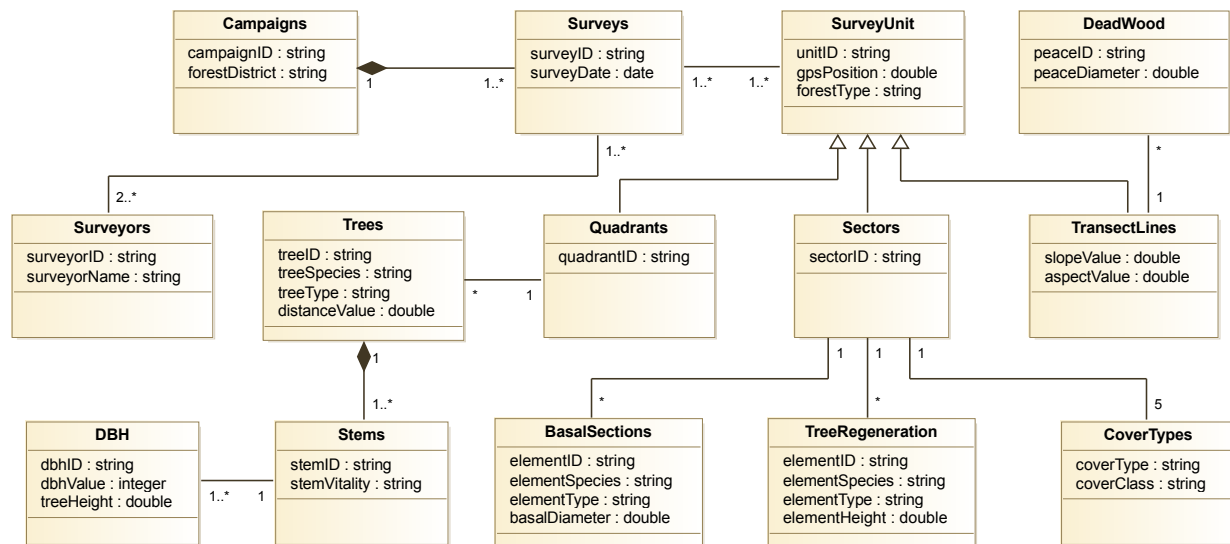 Campaigns
campaignID : string
forestDistrict : string
1
1..*
Surveys
surveyID : string
surveyDate : date
1..*
1..*
1..*
2..*
SurveyUnit
unitID : string
gpsPosition : double
forestType : string
DeadWood
peaceID : string
peaceDiameter : double
*
1
Surveyors
surveyorID : string
surveyorName : string
Trees
treeID : string
treeSpecies : string
treeType : string
distanceValue : double
*
1
Quadrants
quadrantID : string
Sectors
sectorID : string
TransectLines
slopeValue : double
aspectValue : double
1
1..*
1
1
1
*
*
5
DBH
dbhID : string
dbhValue : integer
treeHeight : double
1..*
1
Stems
stemID : string
stemVitality : string
BasalSections
elementID : string
elementSpecies : string
elementType : string
basalDiameter : double
TreeRegeneration
elementID : string
elementSpecies : string
elementType : string
elementHeight : double
CoverTypes
coverType : string
coverClass : string